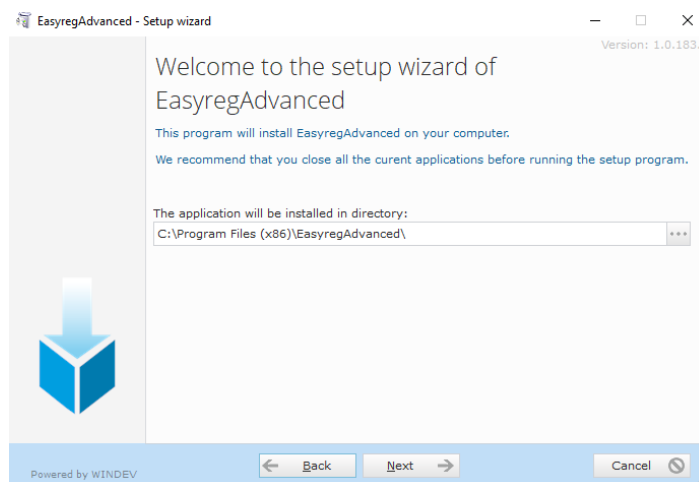 EasyregAdvanced - Setup wizard
Version: 1.0.183.
Welcome to the setup wizard of
EasyregAdvanced
This program will install EasyregAdvanced on your computer.
We recommend that you close all the curent applications before running the setup program.
The application will be installed in directory:
C:\Program Files (x86)\EasyregAdvanced\
...
Powered by WINDEV
Back
Next
Cancel